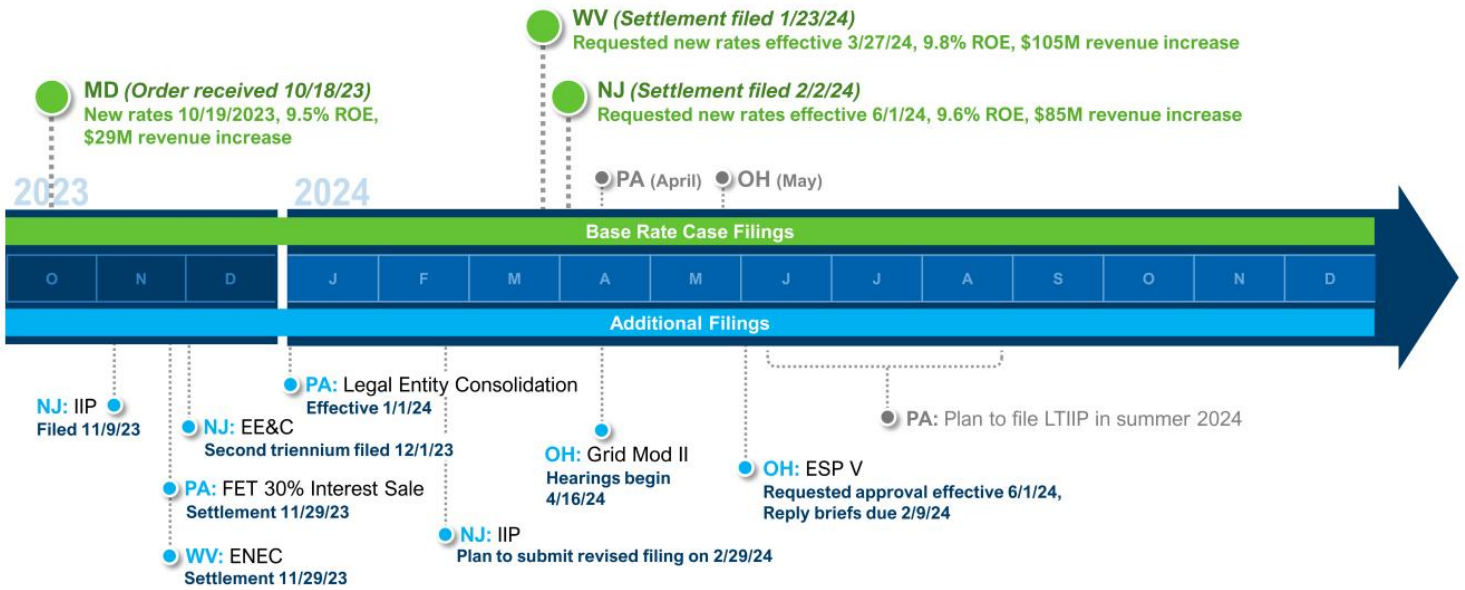 WV (Settlement filed 1/23/24)
Requested new rates effective 3/27/24, 9.8% ROE, $105M revenue increase
MD (Order received 10/18/23)
New rates 10/19/2023, 9.5% ROE,
$29M revenue increase
NJ (Settlement filed 2/2/24)
Requested new rates effective 6/1/24, 9.6% ROE, $85M revenue increase
2023
2024
PA (April)
OH (May)
Base Rate Case Filings
O N D J F M A M J J A S O N D
Additional Filings
NJ: IIP
Filed 11/9/23
PA: Legal Entity Consolidation
Effective 1/1/24
NJ: EE&C
Second triennium filed 12/1/23
PA: FET 30% Interest Sale
Settlement 11/29/23
WV: ENEC
Settlement 11/29/23
NJ: IIP
Plan to submit revised filing on 2/29/24
OH: Grid Mod II
Hearings begin
4/16/24
OH: ESP V
Requested approval effective 6/1/24,
Reply briefs due 2/9/24
PA: Plan to file LTIIP in summer 2024